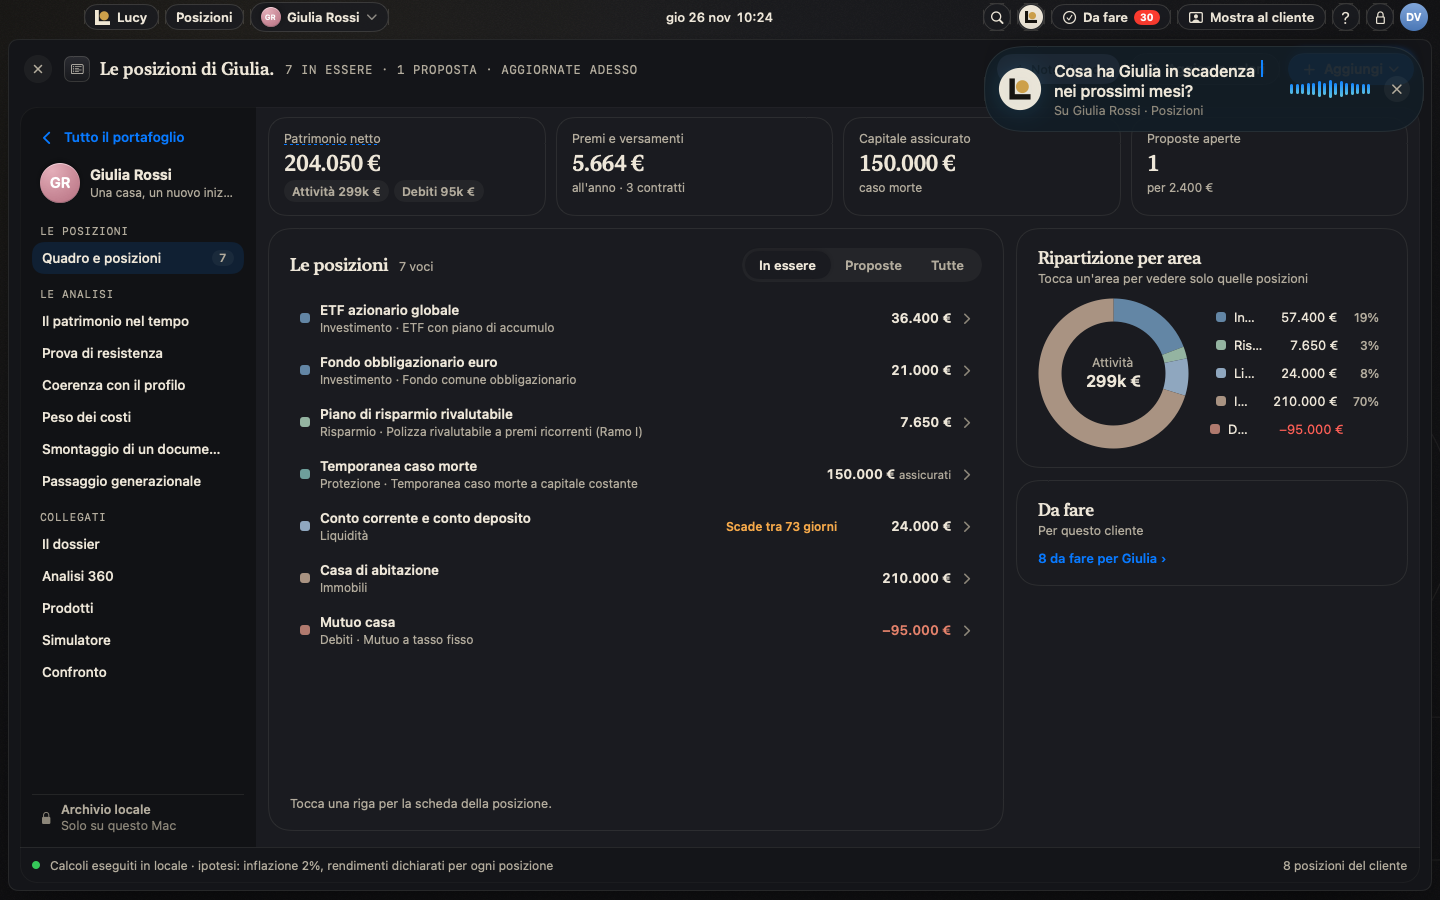 Lucy
Posizioni
GR Giulia Rossi
gio 26 nov 10:24
Da fare 30
Mostra al cliente
?
DV
Le posizioni di Giulia.
7 IN ESSERE · 1 PROPOSTA · AGGIORNATE ADESSO
Cosa ha Giulia in scadenza
nei prossimi mesi?
Su Giulia Rossi · Posizioni
+ Aggiungi
Tutto il portafoglio
GR
Giulia Rossi
Una casa, un nuovo iniz...
LE POSIZIONI
Quadro e posizioni 7
LE ANALISI
Il patrimonio nel tempo
Prova di resistenza
Coerenza con il profilo
Peso dei costi
Smontaggio di un docume...
Passaggio generazionale
COLLEGATI
Il dossier
Analisi 360
Prodotti
Simulatore
Confronto
Archivio locale
Solo su questo Mac
Patrimonio netto
204.050 €
Attività 299k € Debiti 95k €
Premi e versamenti
5.664 €
all'anno · 3 contratti
Capitale assicurato
150.000 €
caso morte
Proposte aperte
1
per 2.400 €
Le posizioni 7 voci
In essere Proposte Tutte
ETF azionario globale
Investimento · ETF con piano di accumulo
36.400 €
Fondo obbligazionario euro
Investimento · Fondo comune obbligazionario
21.000 €
Piano di risparmio rivalutabile
Risparmio · Polizza rivalutabile a premi ricorrenti (Ramo I)
7.650 €
Temporanea caso morte
Protezione · Temporanea caso morte a capitale costante
150.000 € assicurati
Conto corrente e conto deposito
Liquidità
Scade tra 73 giorni
24.000 €
Casa di abitazione
Immobili
210.000 €
Mutuo casa
Debiti · Mutuo a tasso fisso
−95.000 €
Tocca una riga per la scheda della posizione.
Ripartizione per area
Tocca un'area per vedere solo quelle posizioni
Attività
299k €
In... 57.400 € 19%
Ris... 7.650 € 3%
Li... 24.000 € 8%
I... 210.000 € 70%
D... −95.000 €
Da fare
Per questo cliente
8 da fare per Giulia ›
Calcoli eseguiti in locale · ipotesi: inflazione 2%, rendimenti dichiarati per ogni posizione
8 posizioni del cliente